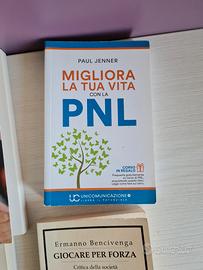 PAUL JENNER
MIGLIORA
LA TUA VITA
CON LA
PNL
CORSO
IN REGALO
UC UNICOMUNICAZIONE
Ermanno Bencivenga
GIOCARE PER FORZA
Critica della società